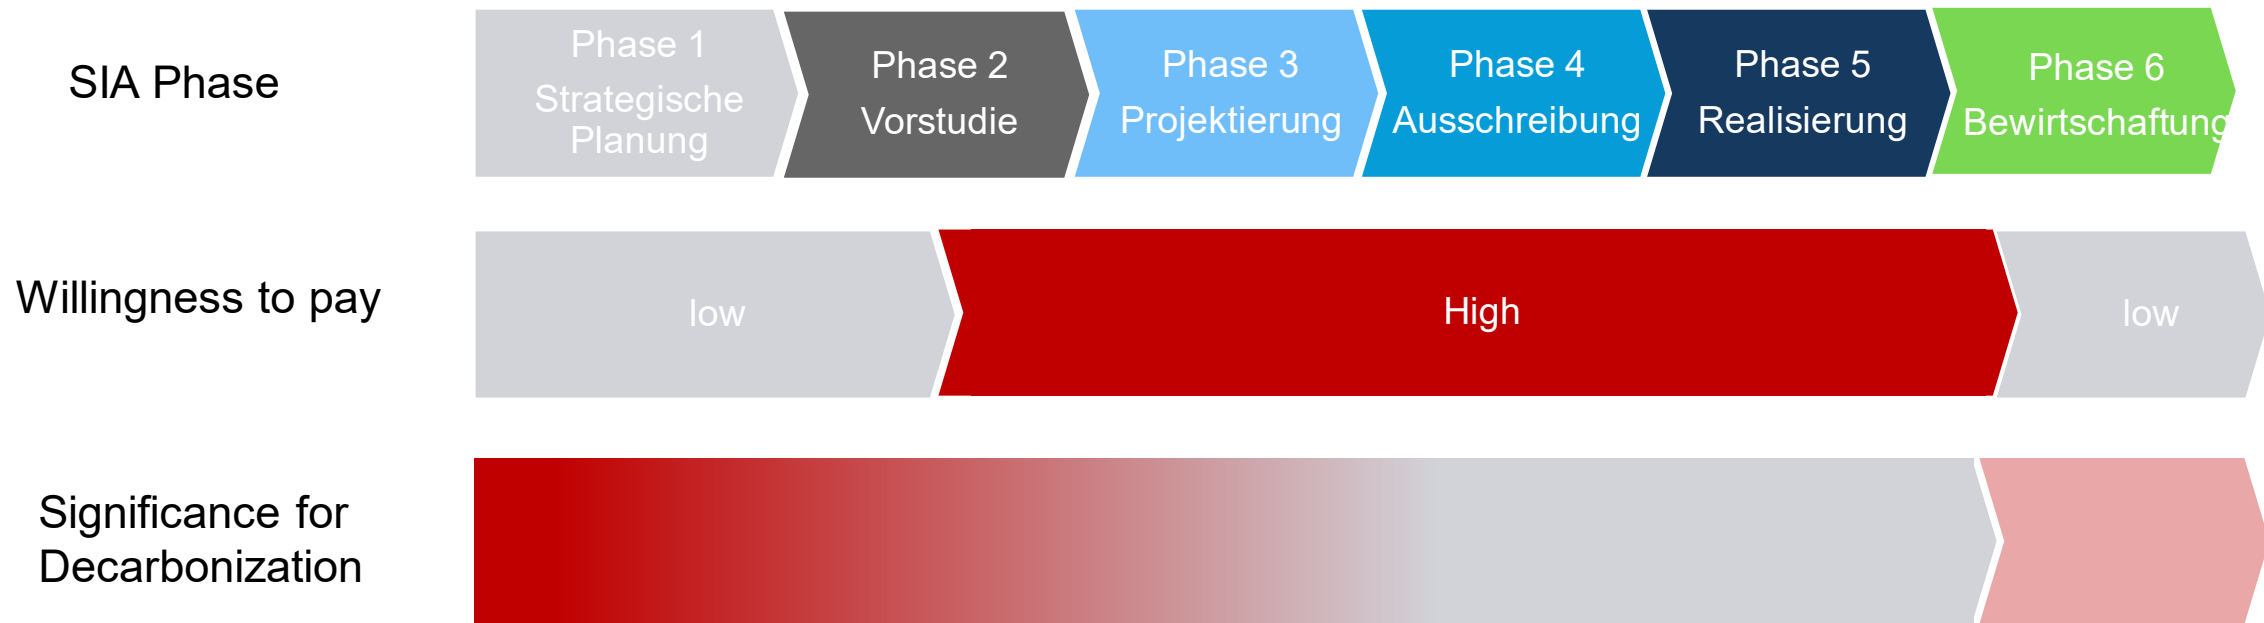 SIA Phase
Phase 1
Strategische
Planung
Phase 2
Vorstudie
Phase 3
Projektierung
Phase 4
Ausschreibung
Phase 5
Realisierung
Phase 6
Bewirtschaftung
Willingness to pay
low
High
low
Significance for
Decarbonization